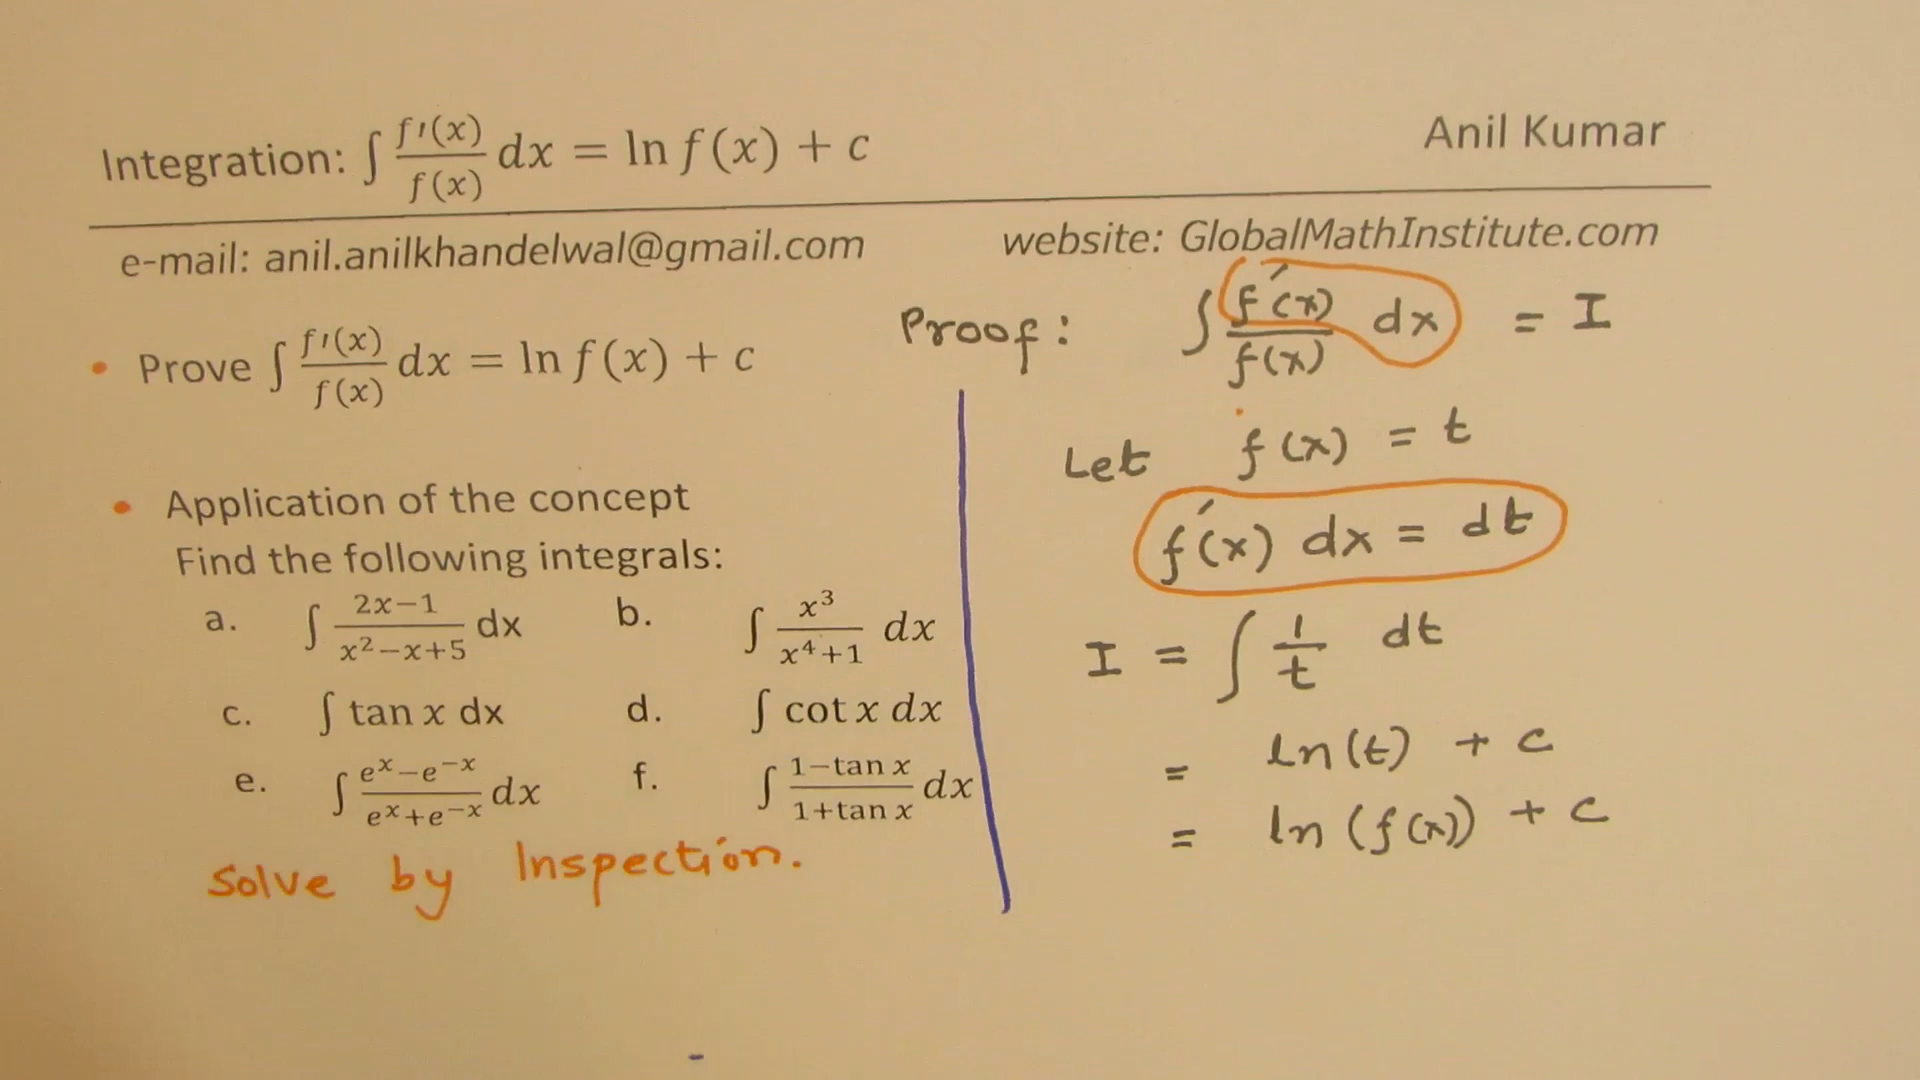 Integration: ∫ f′(x)/f(x) dx = ln f(x) + c
Anil Kumar
e-mail: anil.anilkhandelwal@gmail.com
website: GlobalMathInstitute.com
• Prove ∫ f′(x)/f(x) dx = ln f(x) + c
• Application of the concept
Find the following integrals:
a. ∫ (2x−1)/(x²−x+5) dx b. ∫ x³/(x⁴+1) dx
c. ∫ tan x dx d. ∫ cot x dx
e. ∫ (eˣ−e⁻ˣ)/(eˣ+e⁻ˣ) dx f. ∫ (1−tan x)/(1+tan x) dx
Solve by Inspection.
Proof: ∫ f′(x)/f(x) dx = I
Let f(x) = t
f′(x) dx = dt
I = ∫ 1/t dt
= ln(t) + c
= ln (f(x)) + c